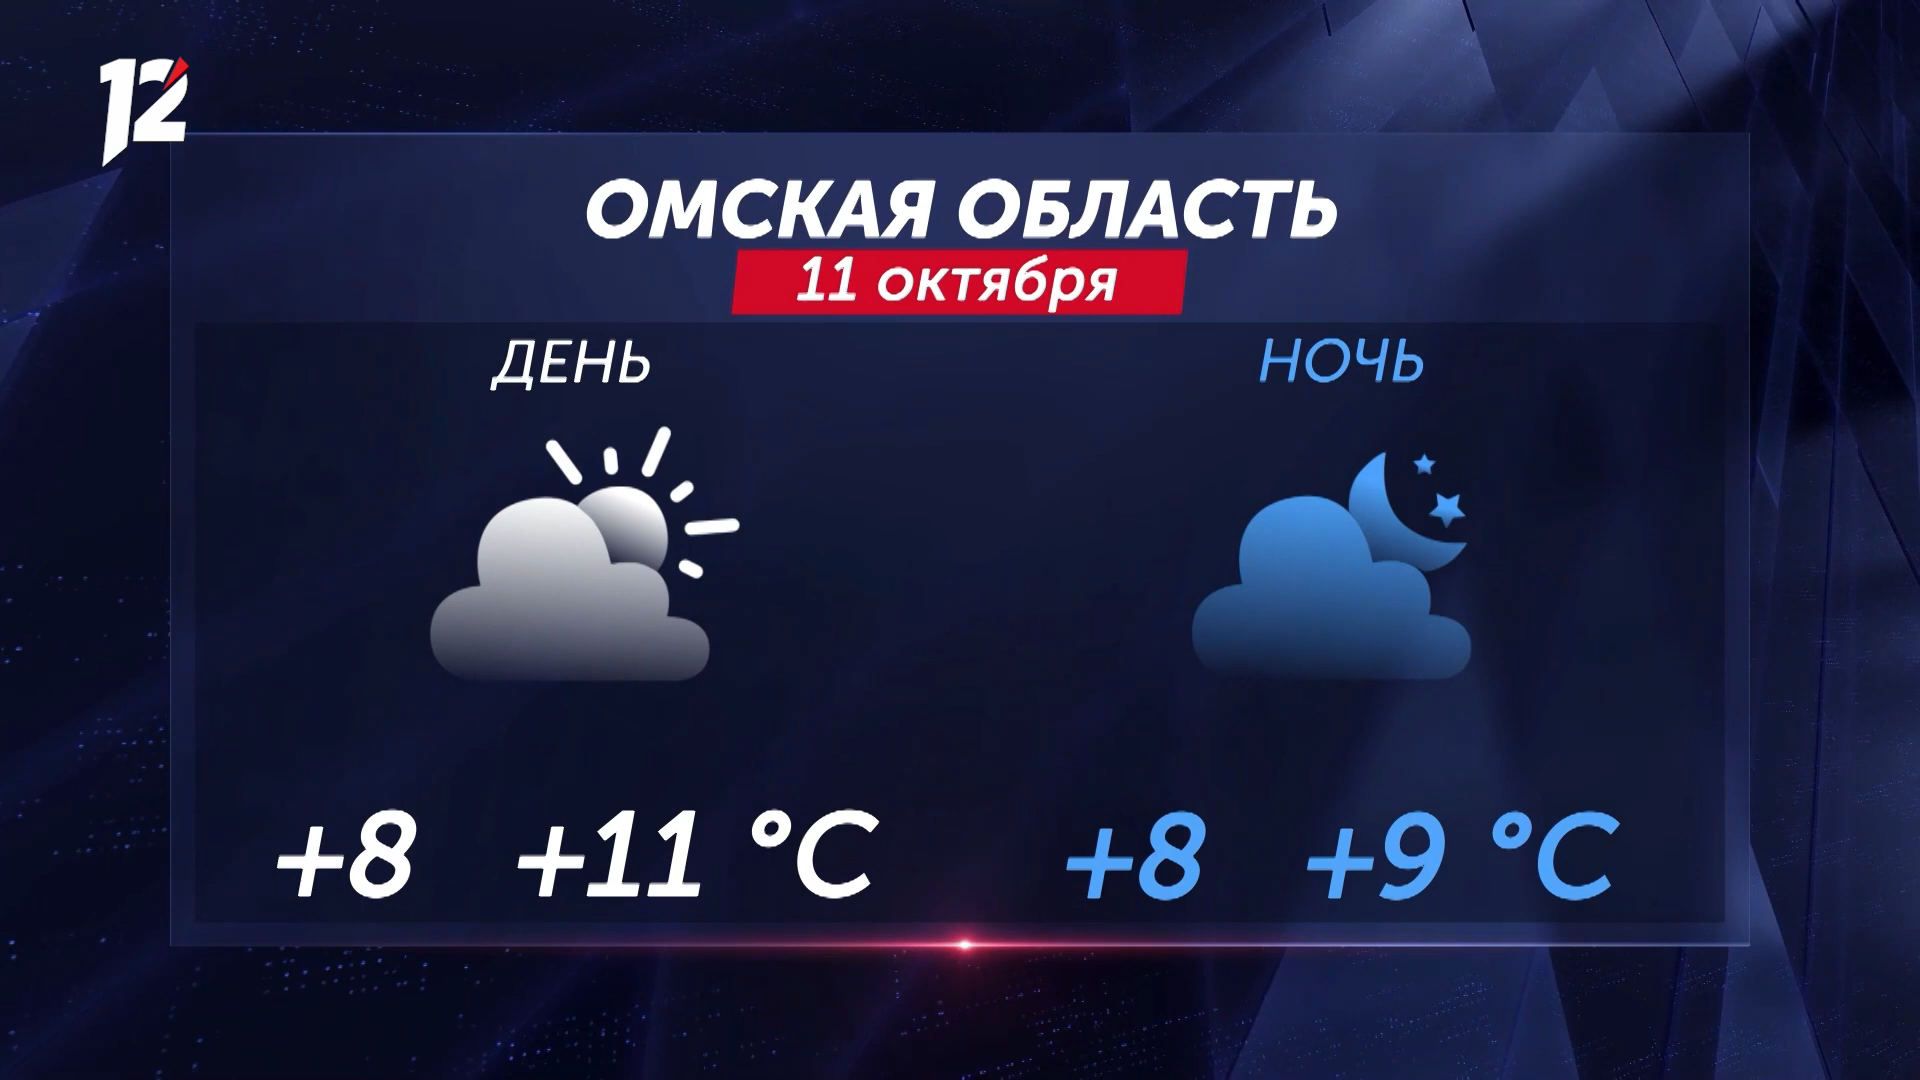 12
ОМСКАЯ ОБЛАСТЬ
11 октября
ДЕНЬ
НОЧЬ
+8 +11 °C
+8 +9 °C